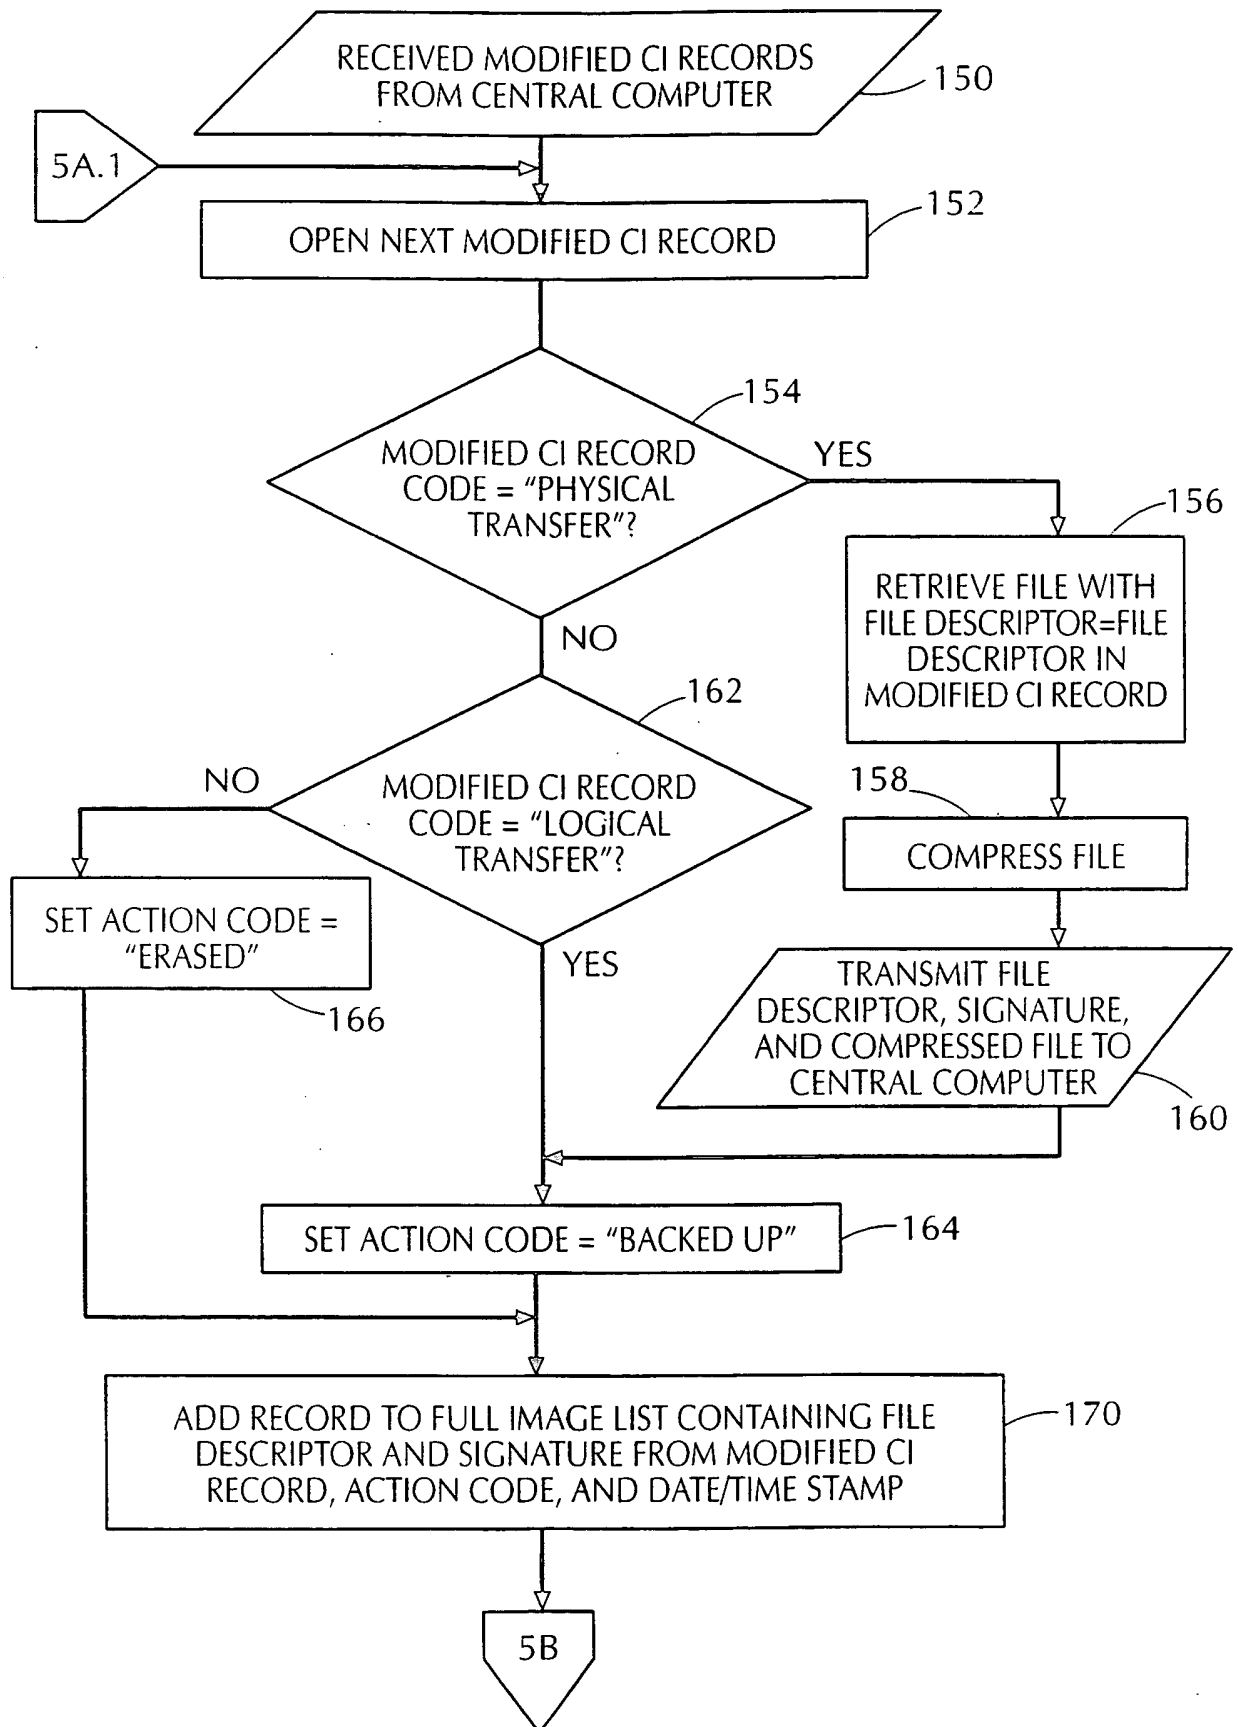 RECEIVED MODIFIED CI RECORDS
FROM CENTRAL COMPUTER
150
5A.1
152
OPEN NEXT MODIFIED CI RECORD
154
MODIFIED CI RECORD
CODE = “PHYSICAL
TRANSFER”?
YES
156
RETRIEVE FILE WITH
FILE DESCRIPTOR=FILE
DESCRIPTOR IN
MODIFIED CI RECORD
NO
162
MODIFIED CI RECORD
CODE = “LOGICAL
TRANSFER”?
NO
158
COMPRESS FILE
SET ACTION CODE =
“ERASED”
166
YES
TRANSMIT FILE
DESCRIPTOR, SIGNATURE,
AND COMPRESSED FILE TO
CENTRAL COMPUTER
160
SET ACTION CODE = “BACKED UP”
164
ADD RECORD TO FULL IMAGE LIST CONTAINING FILE
DESCRIPTOR AND SIGNATURE FROM MODIFIED CI
RECORD, ACTION CODE, AND DATE/TIME STAMP
170
5B